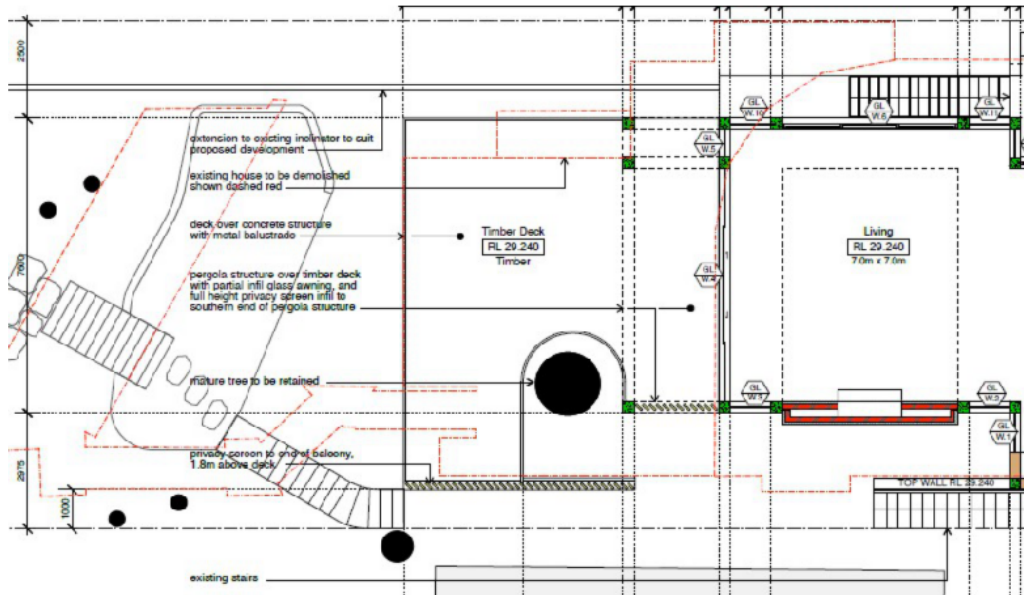 2500
7000
2975
1000
extension to existing inclinator to suit
proposed development
existing house to be demolished
shown dashed red
deck over concrete structure
with metal balustrade
pergola structure over timber deck
with partial infil glass awning, and
full height privacy screen infil to
southern end of pergola structure
mature tree to be retained
privacy screen to end of balcony,
1.8m above deck
existing stairs
Timber Deck
RL 29.240
Timber
Living
RL 29.240
7.0m x 7.0m
GL
W.10
GL
W.6
GL
W.11
GL
W.5
GL
W.4
GL
W.3
GL
GL
W.1
TOP WALL RL 29.240